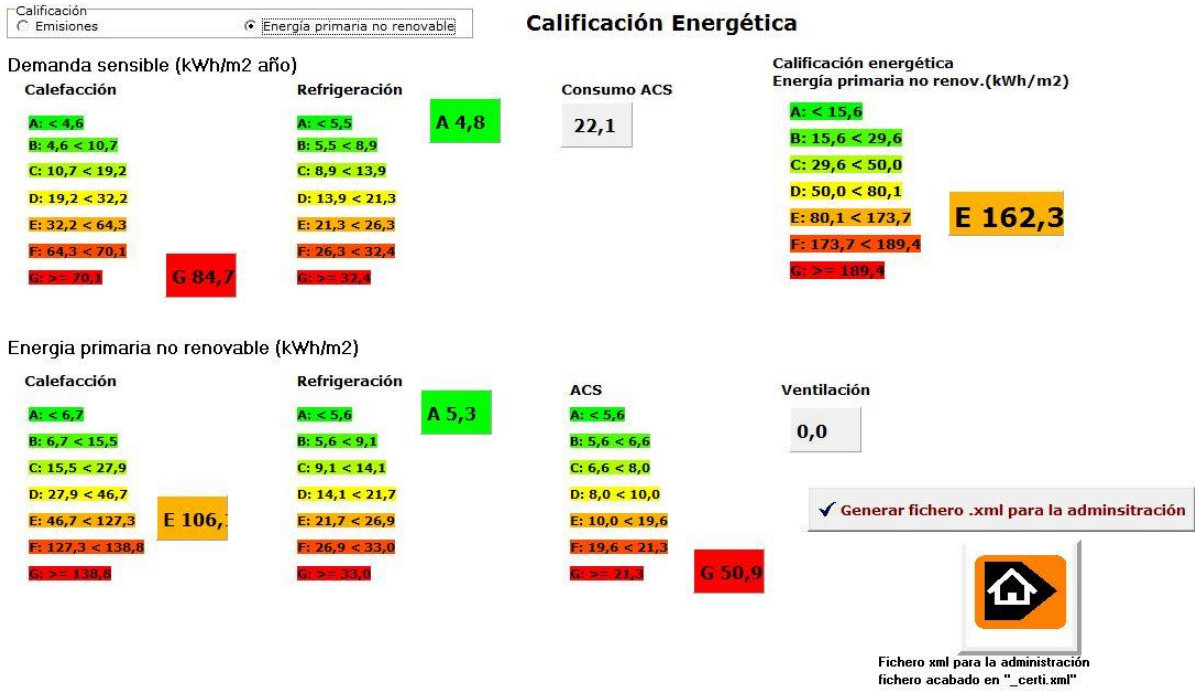 Calificación
Emisiones
Energía primaria no renovable
Calificación Energética
Demanda sensible (kWh/m2 año)
Calefacción
A: < 4,6
B: 4,6 < 10,7
C: 10,7 < 19,2
D: 19,2 < 32,2
E: 32,2 < 64,3
F: 64,3 < 70,1
G: >= 70,1
G 84,7
Refrigeración
A: < 5,5
B: 5,5 < 8,9
C: 8,9 < 13,9
D: 13,9 < 21,3
E: 21,3 < 26,3
F: 26,3 < 32,4
G: >= 32,4
A 4,8
Consumo ACS
22,1
Calificación energética
Energía primaria no renov.(kWh/m2)
A: < 15,6
B: 15,6 < 29,6
C: 29,6 < 50,0
D: 50,0 < 80,1
E: 80,1 < 173,7
F: 173,7 < 189,4
G: >= 189,4
E 162,3
Energia primaria no renovable (kWh/m2)
Calefacción
A: < 6,7
B: 6,7 < 15,5
C: 15,5 < 27,9
D: 27,9 < 46,7
E: 46,7 < 127,3
F: 127,3 < 138,8
G: >= 138,8
E 106,
Refrigeración
A: < 5,6
B: 5,6 < 9,1
C: 9,1 < 14,1
D: 14,1 < 21,7
E: 21,7 < 26,9
F: 26,9 < 33,0
G: >= 33,0
A 5,3
ACS
A: < 5,6
B: 5,6 < 6,6
C: 6,6 < 8,0
D: 8,0 < 10,0
E: 10,0 < 19,6
F: 19,6 < 21,3
G: >= 21,3
G 50,9
Ventilación
0,0
Generar fichero .xml para la adminsitración
Fichero xml para la administración
fichero acabado en "_certi.xml"